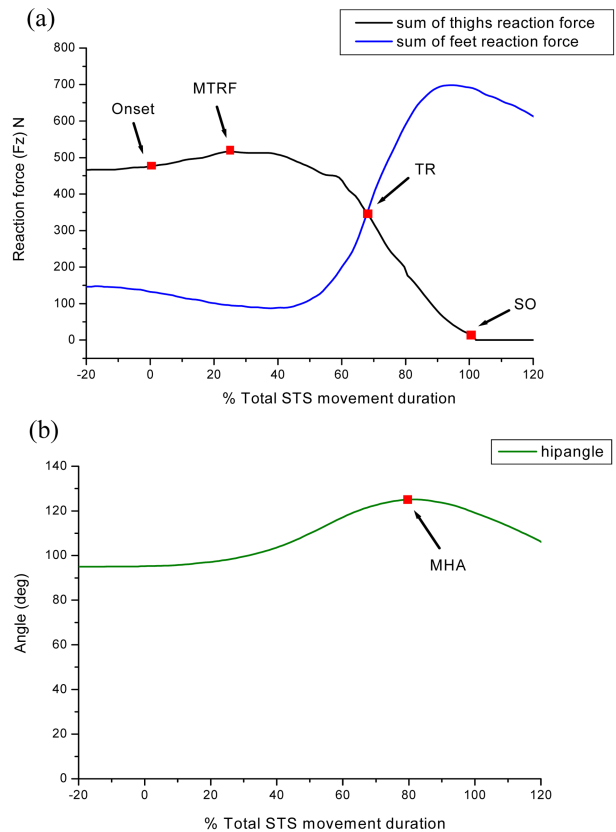 (a)
sum of thighs reaction force
sum of feet reaction force
800
700
600
500
400
300
200
100
0
Reaction force (Fz) N
Onset
MTRF
TR
SO
-20 0 20 40 60 80 100 120
% Total STS movement duration
(b)
hipangle
140
120
100
80
60
40
20
0
Angle (deg)
MHA
-20 0 20 40 60 80 100 120
% Total STS movement duration